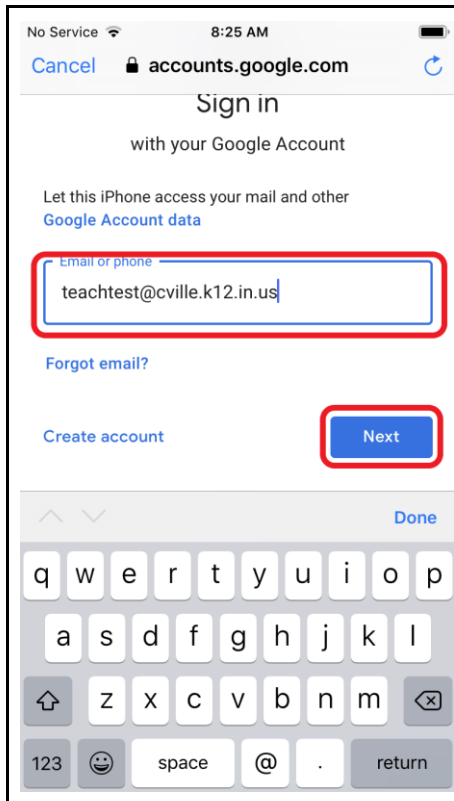 No Service 8:25 AM
Cancel accounts.google.com
Sign in
with your Google Account
Let this iPhone access your mail and other
Google Account data
Email or phone
teachtest@cville.k12.in.us
Forgot email?
Create account Next
Done
q w e r t y u i o p
a s d f g h j k l
z x c v b n m
123 space @ . return